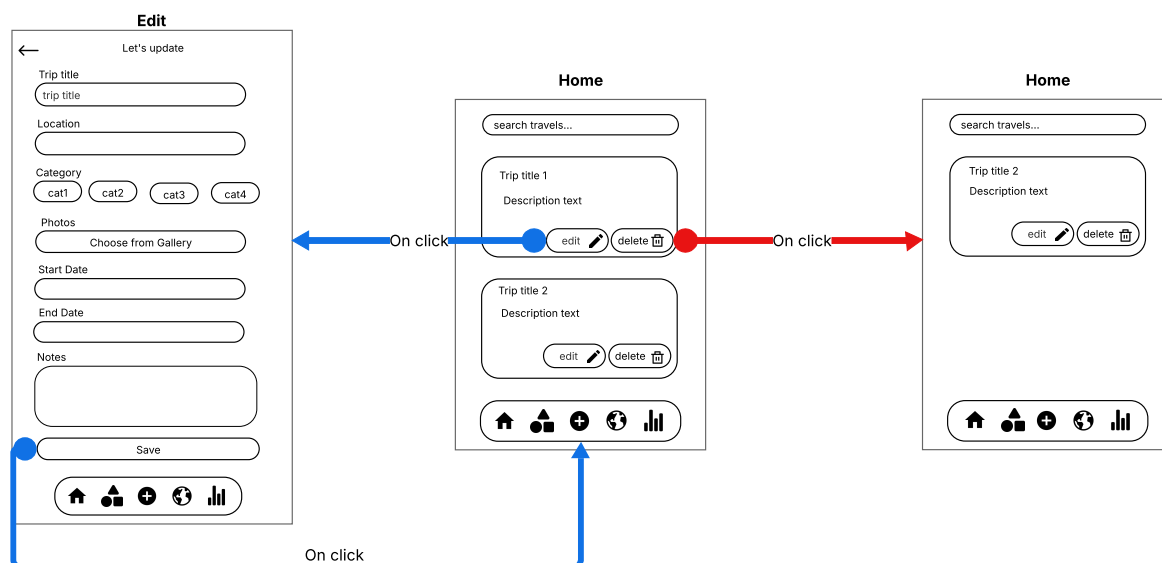 Edit
Let's update
Trip title
trip title
Location
Category
cat1 cat2 cat3 cat4
Photos
Choose from Gallery
Start Date
End Date
Notes
Save
On click
Home
search travels...
Trip title 1
Description text
On click
edit delete
Trip title 2
Description text
edit delete
On click
Home
search travels...
Trip title 2
Description text
edit delete